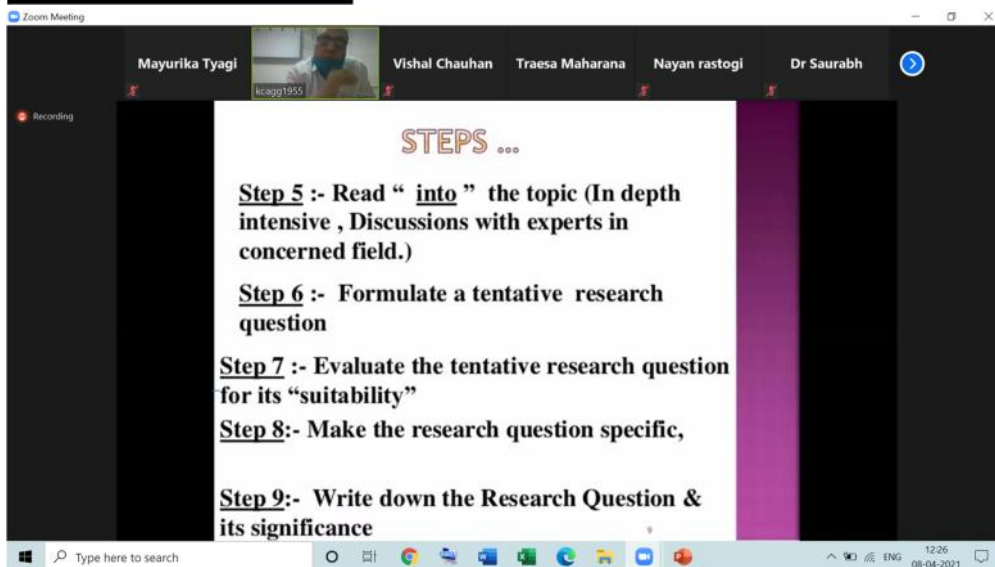 Zoom Meeting
Mayurika Tyagi
kcagg1955
Vishal Chauhan
Traesa Maharana
Nayan rastogi
Dr Saurabh
Recording
STEPS ...
Step 5 :- Read “ into ” the topic (In depth
intensive , Discussions with experts in
concerned field.)
Step 6 :- Formulate a tentative research
question
Step 7 :- Evaluate the tentative research question
for its “suitability”
Step 8:- Make the research question specific,
Step 9:- Write down the Research Question &
its significance
9
Type here to search
ENG
12:26
08-04-2021